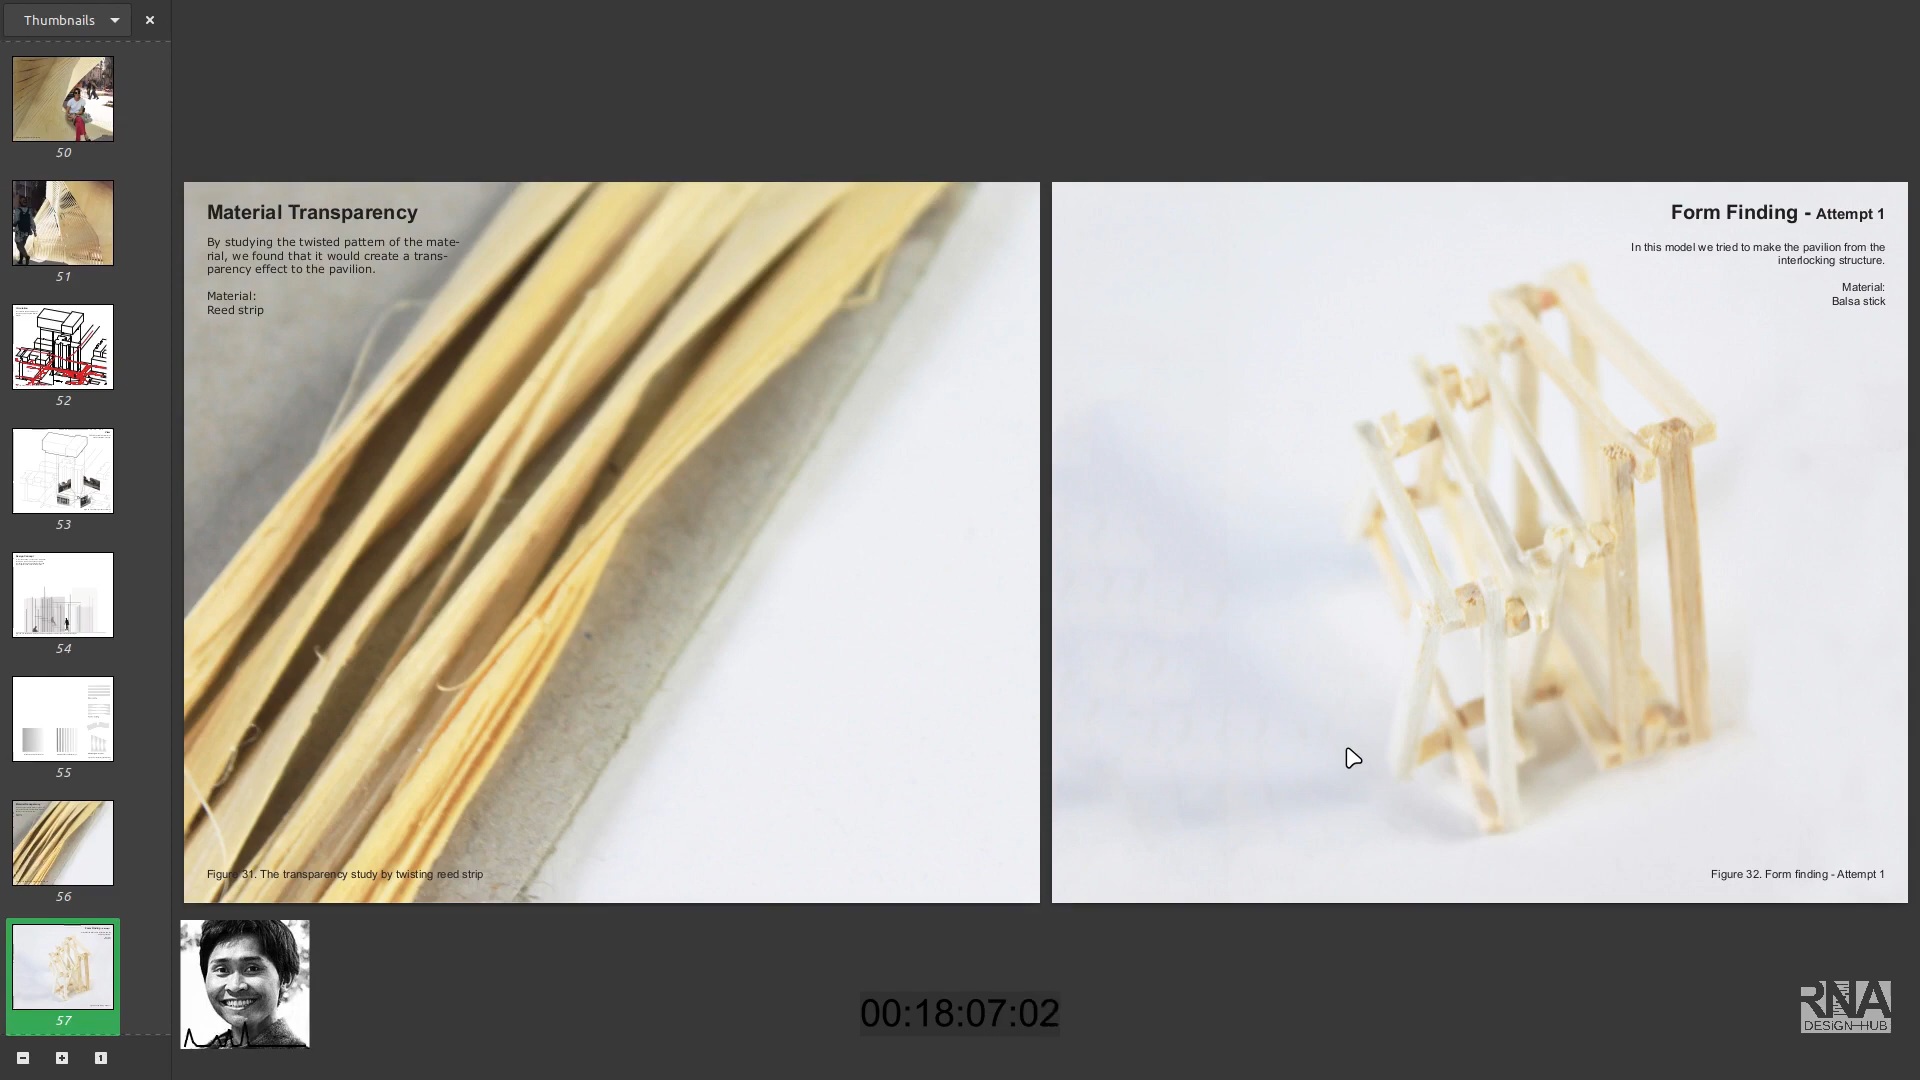 Thumbnails
50
51
52
53
54
55
56
57
Material Transparency
By studying the twisted pattern of the mate-
rial, we found that it would create a trans-
parency effect to the pavilion.
Material:
Reed strip
Figure 31. The transparency study by twisting reed strip
Form Finding - Attempt 1
In this model we tried to make the pavilion from the
interlocking structure.
Material:
Balsa stick
Figure 32. Form finding - Attempt 1
00:18:07:02
RNA
DESiGN-HUB
1